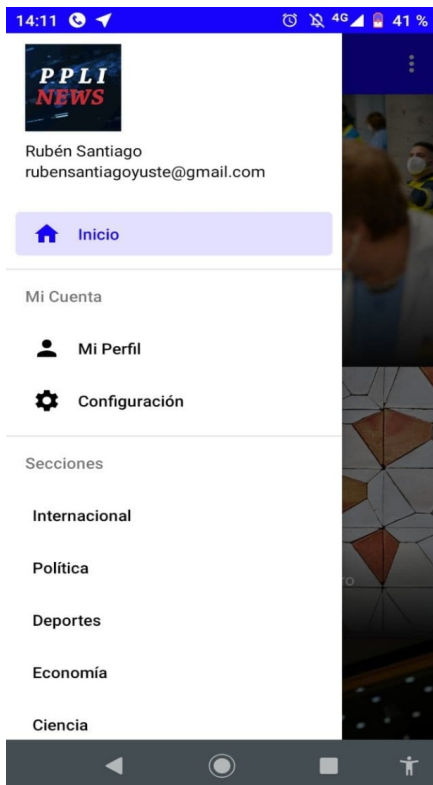 14:11 4G 41 %
PPLI
NEWS
Rubén Santiago
rubensantiagoyuste@gmail.com
Inicio
Mi Cuenta
Mi Perfil
Configuración
Secciones
Internacional
Política
Deportes
Economía
Ciencia